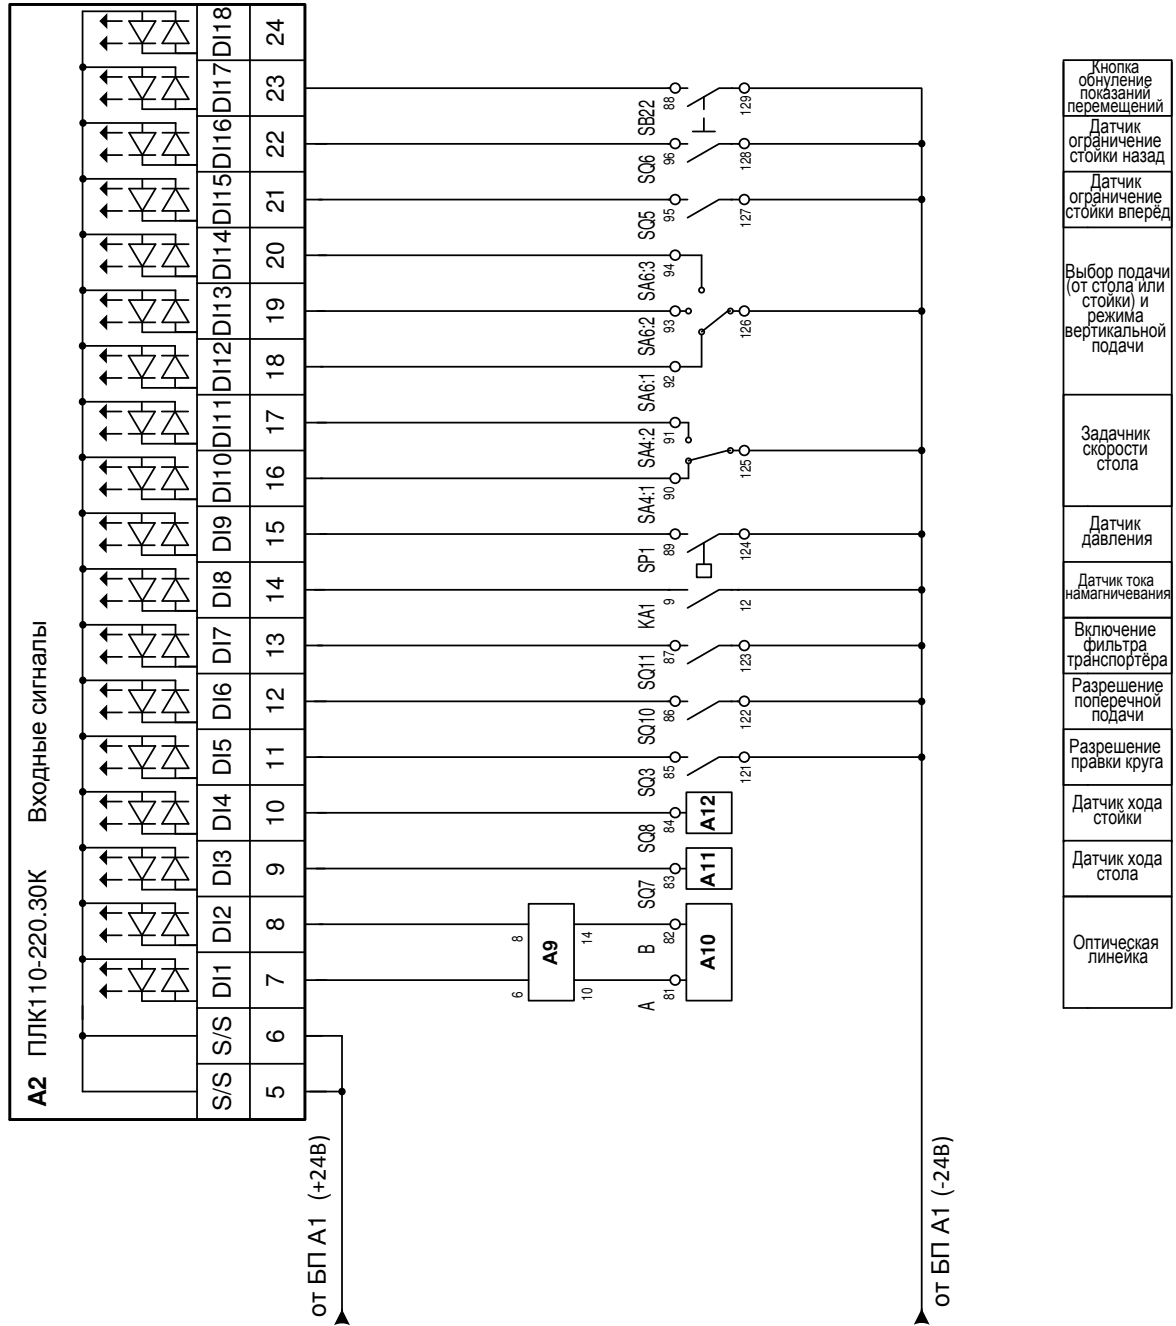 А2 ПЛК110-220.30К Входные сигналы
S/S 5
S/S 6
DI1 7
DI2 8
DI3 9
DI4 10
DI5 11
DI6 12
DI7 13
DI8 14
DI9 15
DI10 16
DI11 17
DI12 18
DI13 19
DI14 20
DI15 21
DI16 22
DI17 23
DI18 24
от БП А1 (+24В)
от БП А1 (-24В)
6 8
А9
10 14
A 81
B 82
А10
SQ7 83
А11
SQ8 84
А12
SQ3 85 121
SQ10 86 122
SQ11 87 123
KA1 9 12
SP1 89 124
SA4:1 90
SA4:2 91
125
SA6:1 92
SA6:2 93
SA6:3 94
126
SQ5 95 127
SQ6 96 128
SB22 88 129
Кнопка
обнуление
показаний
перемещений
Датчик
ограничение
стойки назад
Датчик
ограничение
стойки вперёд
Выбор подачи
(от стола или
стойки) и
режима
вертикальной
подачи
Задачник
скорости
стола
Датчик
давления
Датчик тока
намагничевания
Включение
фильтра
транспортёра
Разрешение
поперечной
подачи
Разрешение
правки круга
Датчик хода
стойки
Датчик хода
стола
Оптическая
линейка